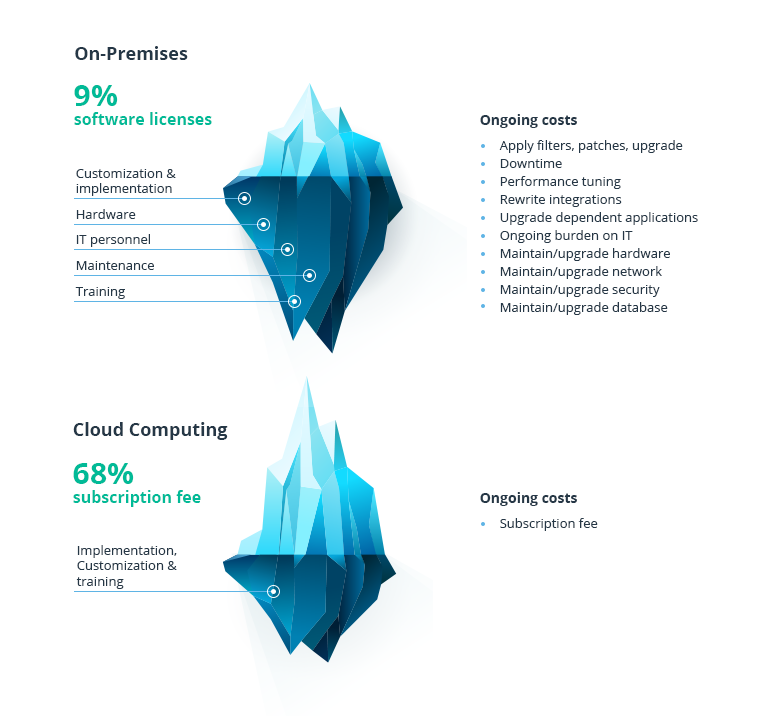 On-Premises
9%
software licenses
Customization &
implementation
Hardware
IT personnel
Maintenance
Training
Ongoing costs
Apply filters, patches, upgrade
Downtime
Performance tuning
Rewrite integrations
Upgrade dependent applications
Ongoing burden on IT
Maintain/upgrade hardware
Maintain/upgrade network
Maintain/upgrade security
Maintain/upgrade database
Cloud Computing
68%
subscription fee
Implementation,
Customization &
training
Ongoing costs
Subscription fee